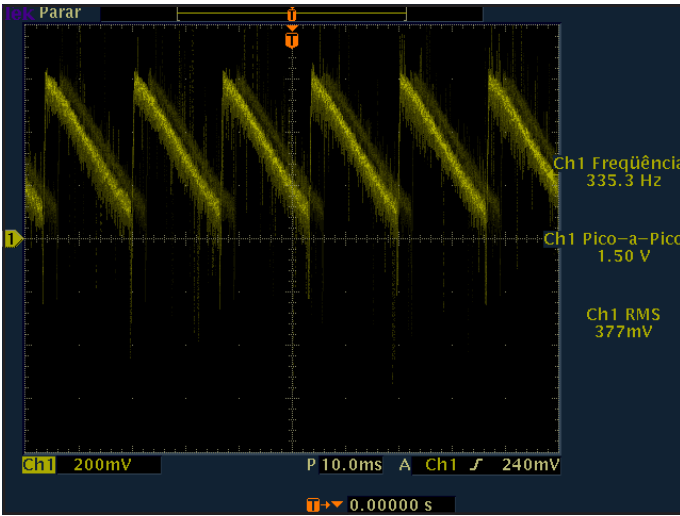 Tek Parar
T
T
Ch1 Freqüência
335.3 Hz
1
Ch1 Pico-a-Pico
1.50 V
Ch1 RMS
377mV
Ch1 200mV P 10.0ms A Ch1 240mV
T 0.00000 s